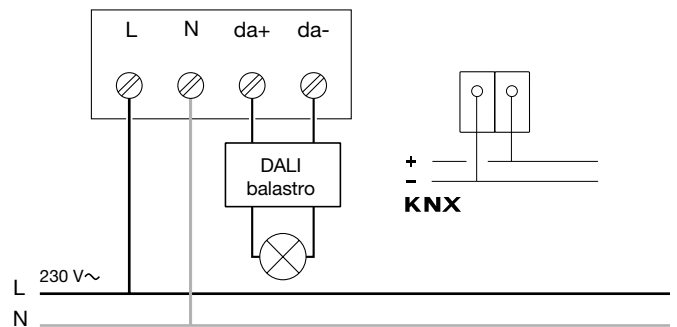 L N da+ da-
DALI
balastro
+
−
KNX
230 V~
L
N